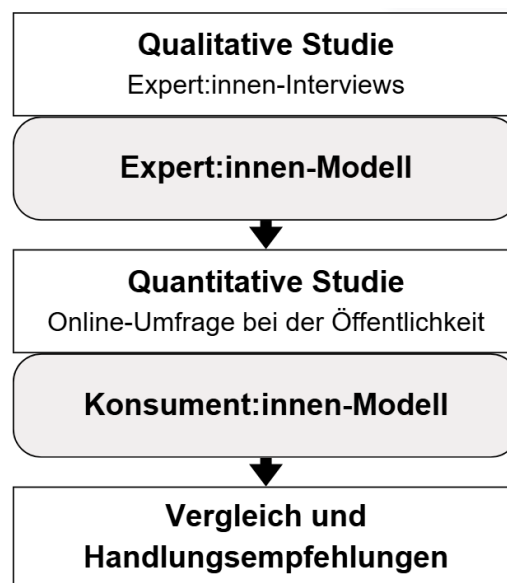 Qualitative Studie
Expert:innen-Interviews
Expert:innen-Modell
Quantitative Studie
Online-Umfrage bei der Öffentlichkeit
Konsument:innen-Modell
Vergleich und
Handlungsempfehlungen